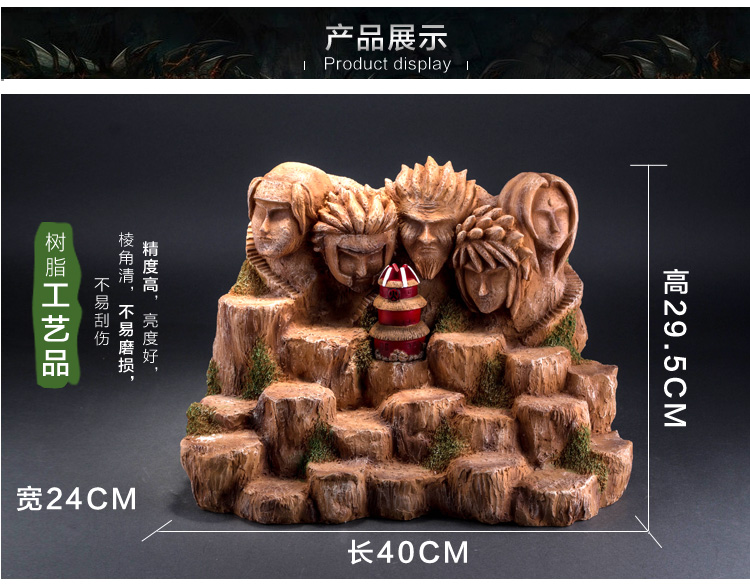 产品展示
Product display
树脂工艺品
精度高，亮度好，
棱角清，不易磨损，
不易刮伤
高29.5CM
宽24CM
长40CM